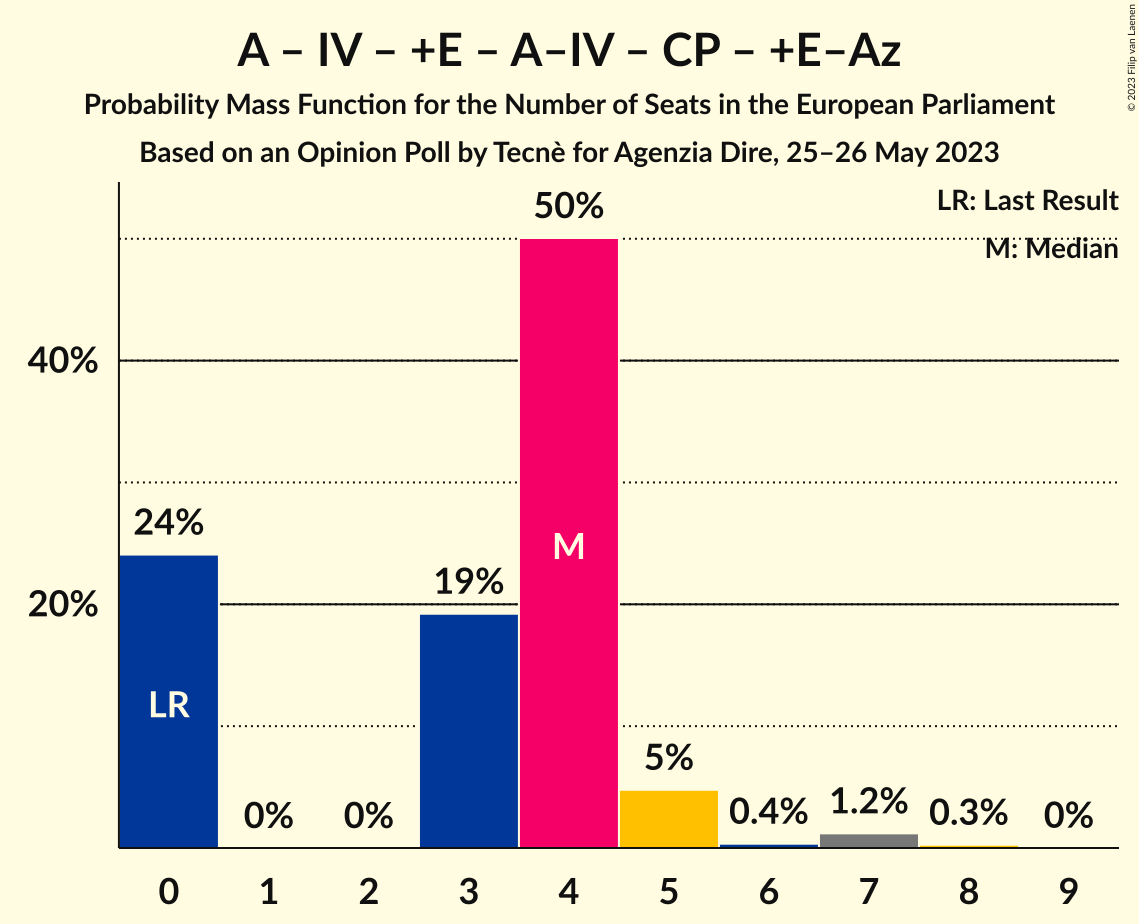 A – IV – +E – A–IV – CP – +E–Az
Probability Mass Function for the Number of Seats in the European Parliament
Based on an Opinion Poll by Tecnè for Agenzia Dire, 25–26 May 2023
© 2023 Filip van Laenen
LR: Last Result
M: Median
50%
40%
24%
M
19%
20%
LR
5%
0%
0%
0.4%
1.2%
0.3%
0%
0 1 2 3 4 5 6 7 8 9